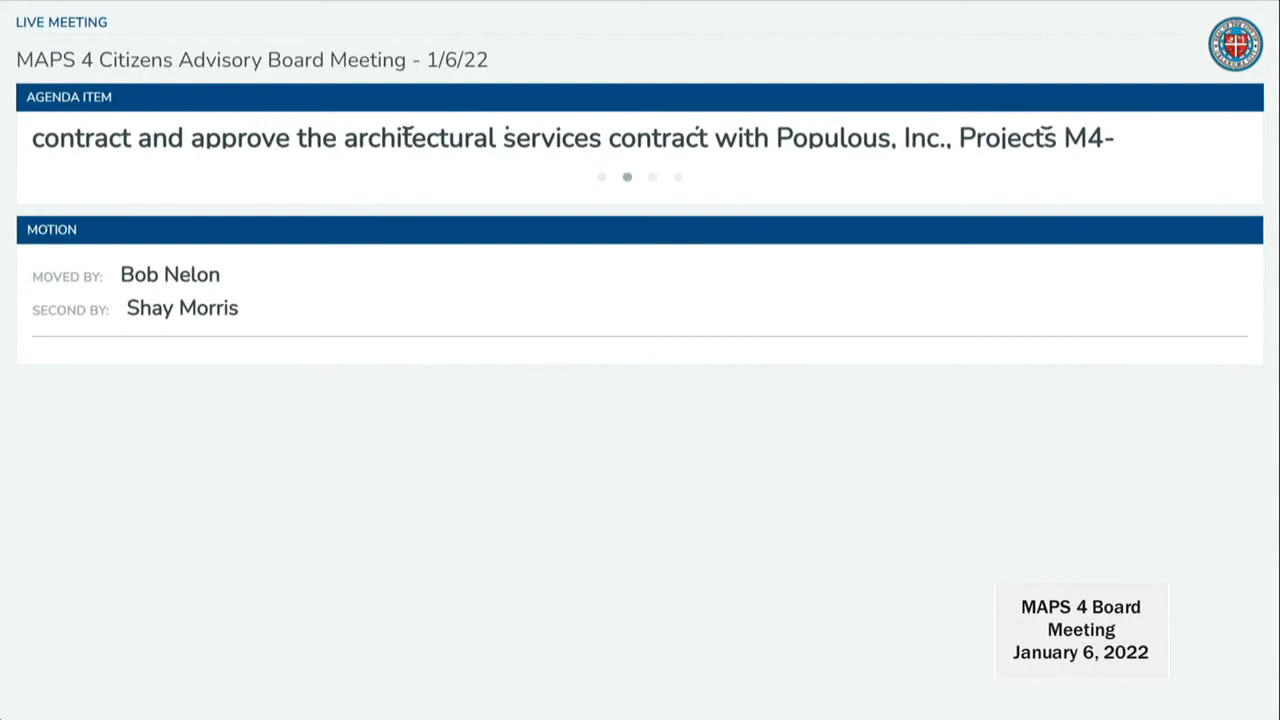 LIVE MEETING
MAPS 4 Citizens Advisory Board Meeting - 1/6/22
AGENDA ITEM
contract and approve the architectural services contract with Populous, Inc., Projects M4-
MOTION
MOVED BY: Bob Nelon
SECOND BY: Shay Morris
MAPS 4 Board
Meeting
January 6, 2022